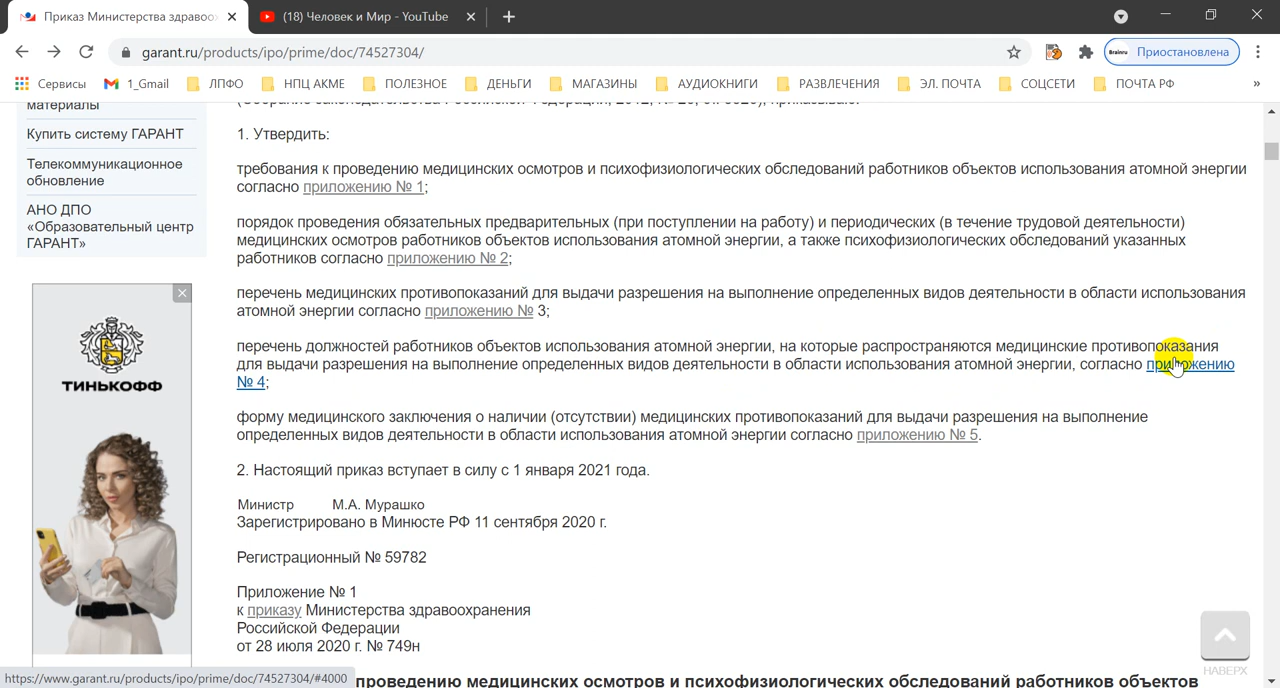 Приказ Министерства здравоо
(18) Человек и Мир - YouTube
garant.ru/products/ipo/prime/doc/74527304/
Brainru
Приостановлена
Сервисы
1_Gmail
ЛПФО
НПЦ АКМЕ
ПОЛЕЗНОЕ
ДЕНЬГИ
МАГАЗИНЫ
АУДИОКНИГИ
РАЗВЛЕЧЕНИЯ
ЭЛ. ПОЧТА
СОЦСЕТИ
ПОЧТА РФ
»
материалы
Купить систему ГАРАНТ
Телекоммуникационное
обновление
АНО ДПО
«Образовательный центр
ГАРАНТ»
ТИНЬКОФФ
1. Утвердить:
требования к проведению медицинских осмотров и психофизиологических обследований работников объектов использования атомной энергии
согласно приложению № 1;
порядок проведения обязательных предварительных (при поступлении на работу) и периодических (в течение трудовой деятельности)
медицинских осмотров работников объектов использования атомной энергии, а также психофизиологических обследований указанных
работников согласно приложению № 2;
перечень медицинских противопоказаний для выдачи разрешения на выполнение определенных видов деятельности в области использования
атомной энергии согласно приложению № 3;
перечень должностей работников объектов использования атомной энергии, на которые распространяются медицинские противопоказания
для выдачи разрешения на выполнение определенных видов деятельности в области использования атомной энергии, согласно приложению
№ 4;
форму медицинского заключения о наличии (отсутствии) медицинских противопоказаний для выдачи разрешения на выполнение
определенных видов деятельности в области использования атомной энергии согласно приложению № 5.
2. Настоящий приказ вступает в силу с 1 января 2021 года.
Министр М.А. Мурашко
Зарегистрировано в Минюсте РФ 11 сентября 2020 г.
Регистрационный № 59782
Приложение № 1
к приказу Министерства здравоохранения
Российской Федерации
от 28 июля 2020 г. № 749н
НАВЕРХ
https://www.garant.ru/products/ipo/prime/doc/74527304/#4000
проведению медицинских осмотров и психофизиологических обследований работников объектов